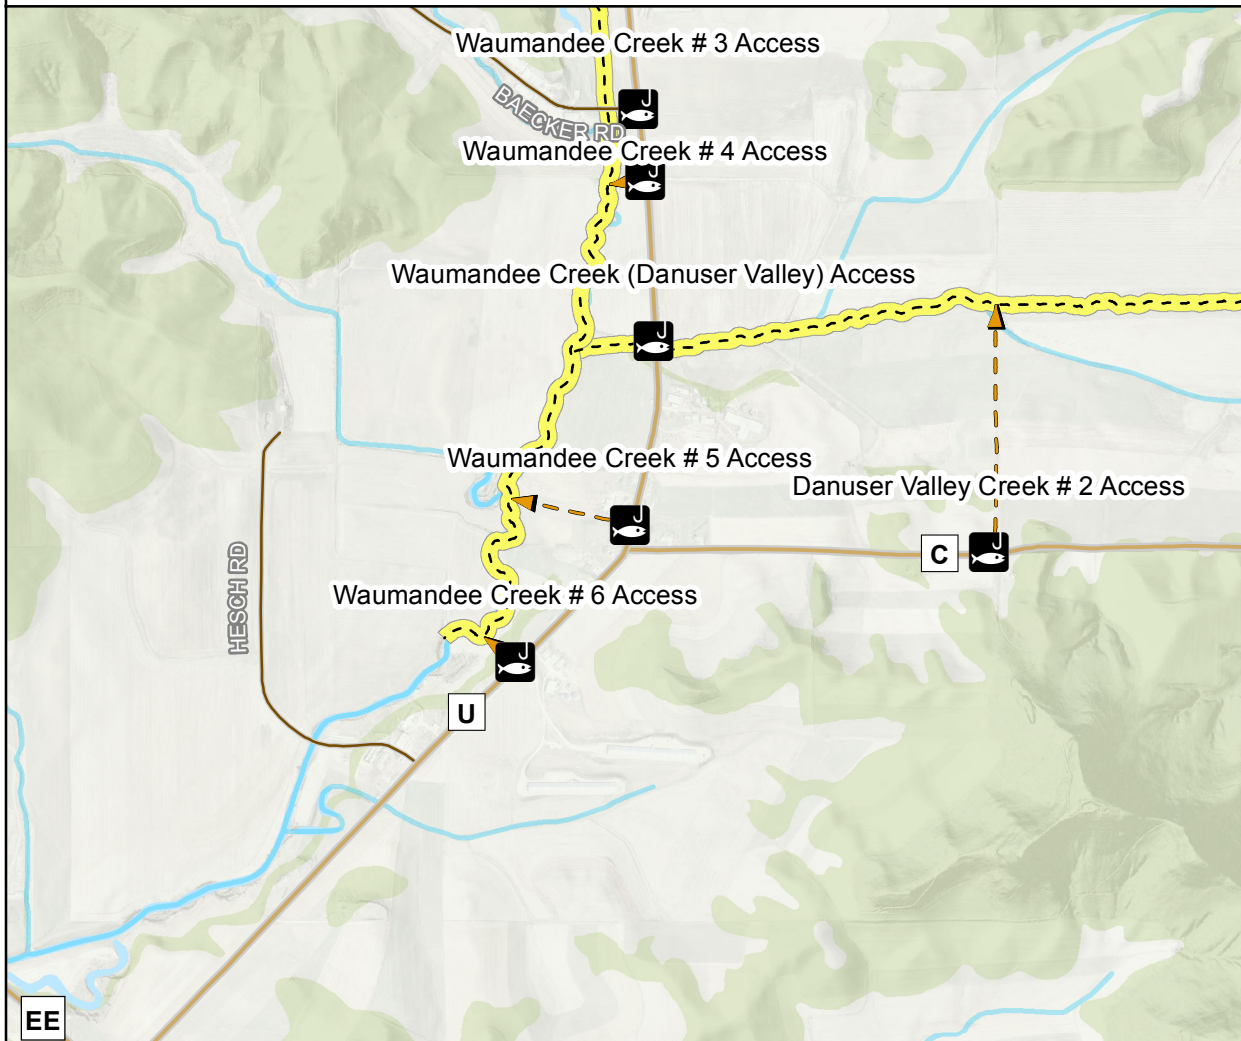 Waumandee Creek # 3 Access
BAECKER RD
Waumandee Creek # 4 Access
Waumandee Creek (Danuser Valley) Access
Waumandee Creek # 5 Access
Danuser Valley Creek # 2 Access
C
HESCH RD
Waumandee Creek # 6 Access
U
EE